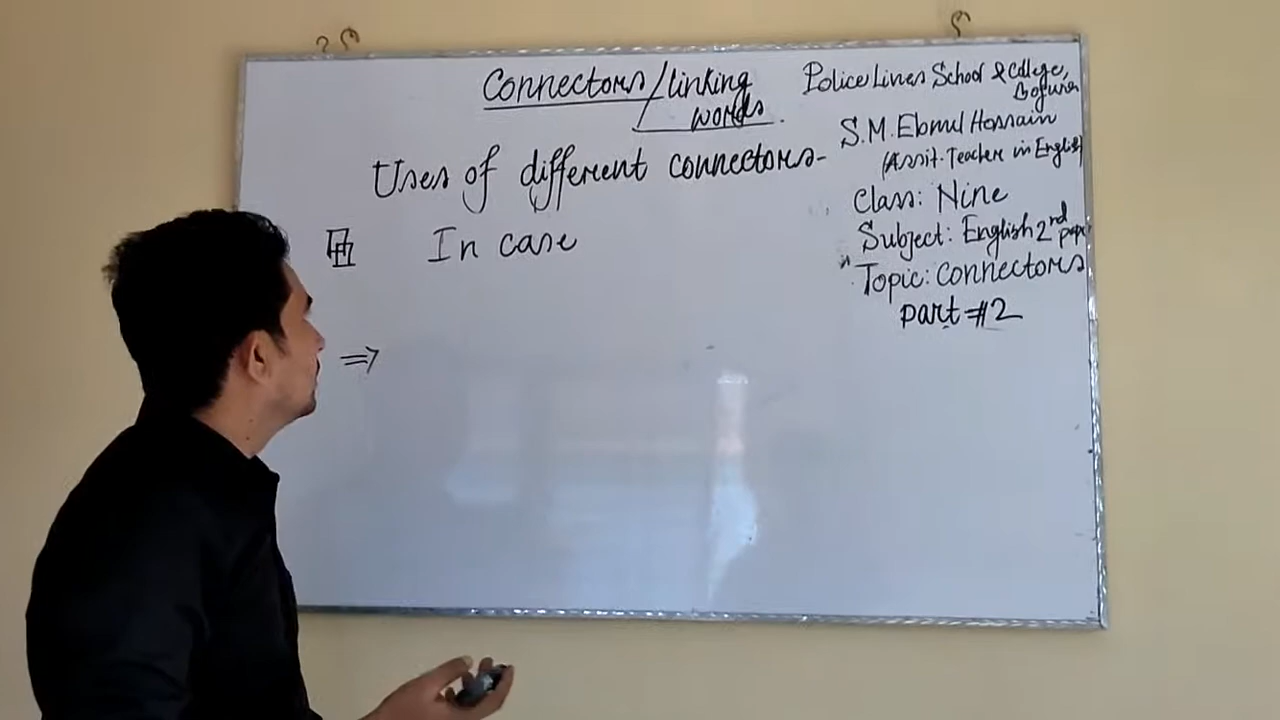 Connectors/linking
words.
Uses of different connectors-
In case
⇒
Police Lines School & College,
S.M. Ebnul Hossain
(Assit. Teacher in English)
Class: Nine
Subject: English 2nd paper
Topic: Connectors
part #2